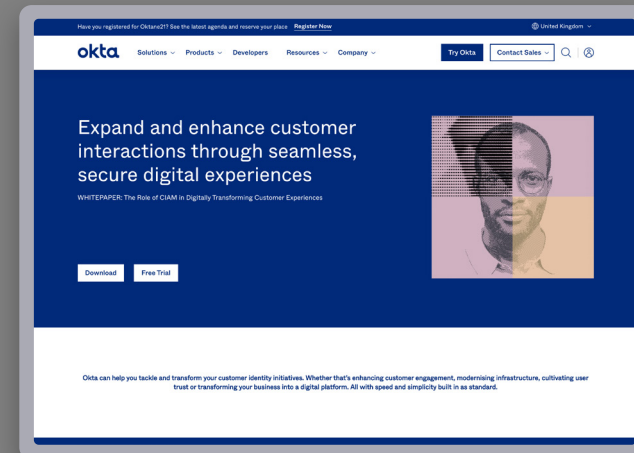 Have you registered for Oktane21? See the latest agenda and reserve your place Register Now
United Kingdom
okta
Solutions Products Developers Resources Company
Try Okta Contact Sales
Expand and enhance customer
interactions through seamless,
secure digital experiences
WHITEPAPER: The Role of CIAM in Digitally Transforming Customer Experiences
Download Free Trial
Okta can help you tackle and transform your customer identity initiatives. Whether that's enhancing customer engagement, modernising infrastructure, cultivating user
trust or transforming your business into a digital platform. All with speed and simplicity built in as standard.